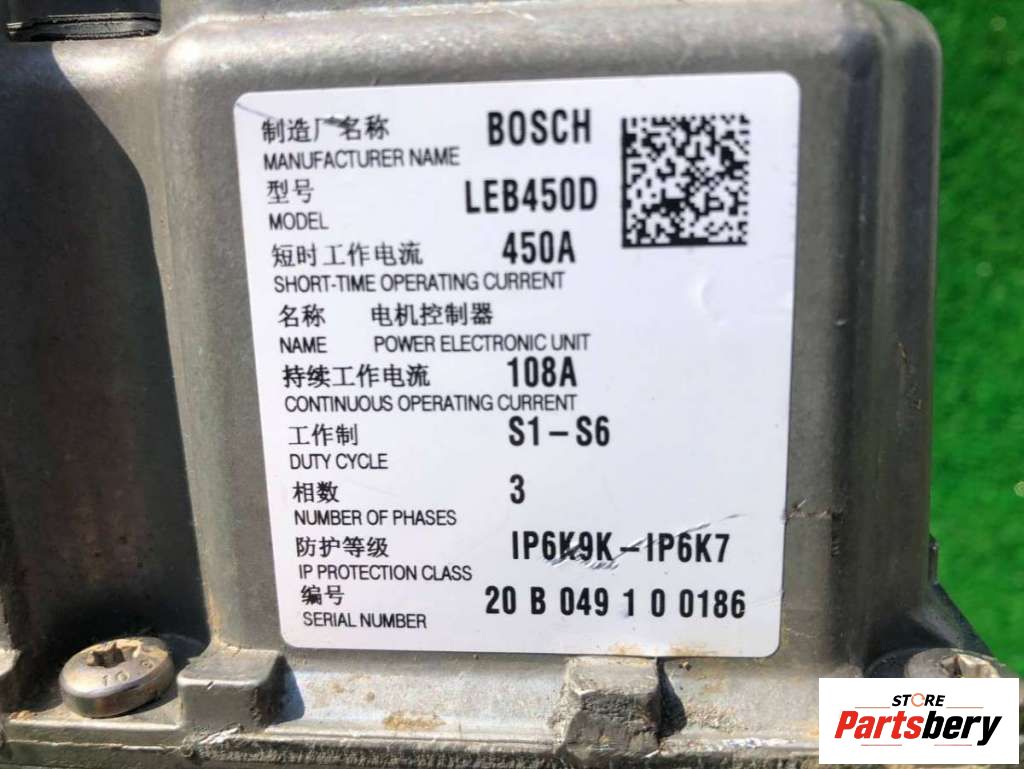 制造厂名称 BOSCH
MANUFACTURER NAME
型号 LEB450D
MODEL
短时工作电流 450A
SHORT-TIME OPERATING CURRENT
名称 电机控制器
NAME POWER ELECTRONIC UNIT
持续工作电流 108A
CONTINUOUS OPERATING CURRENT
工作制 S1-S6
DUTY CYCLE
相数 3
NUMBER OF PHASES
防护等级 IP6K9K-IP6K7
IP PROTECTION CLASS
编号 20 B 049 1 0 0186
SERIAL NUMBER
10
STORE
Partsbery